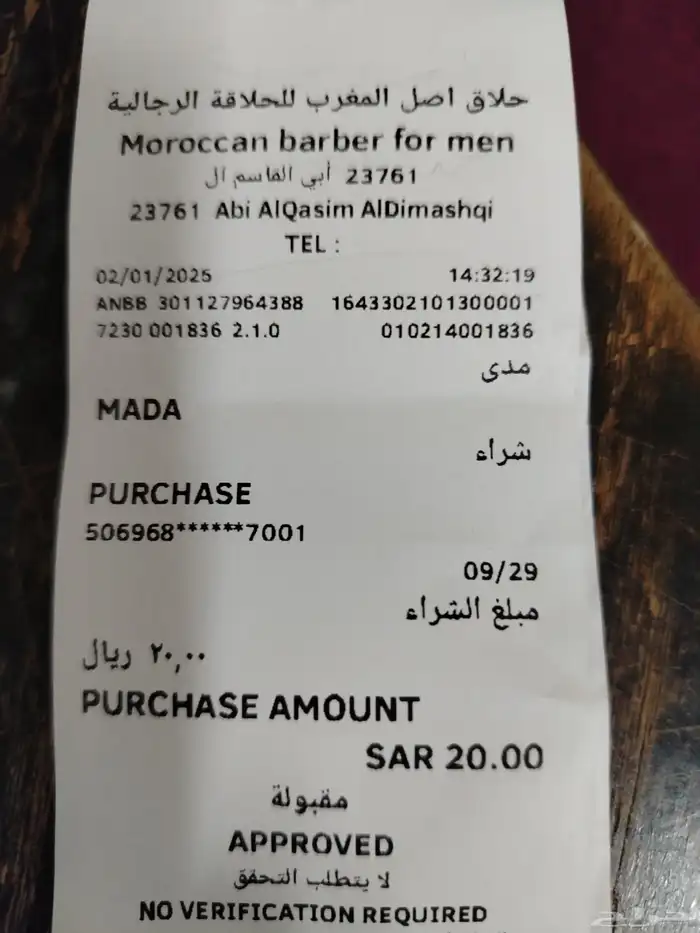 حلاق اصل المغرب للحلاقة الرجالية
Moroccan barber for men
23761 أبي القاسم ال
23761 Abi AlQasim AlDimashqi
TEL :
02/01/2025 14:32:19
ANBB 301127964388 1643302101300001
7230 001836 2.1.0 010214001836
مدى
MADA
شراء
PURCHASE
506968******7001
09/29
مبلغ الشراء
٢٠,٠٠ ريال
PURCHASE AMOUNT
SAR 20.00
مقبولة
APPROVED
لا يتطلب التحقق
NO VERIFICATION REQUIRED
حراج